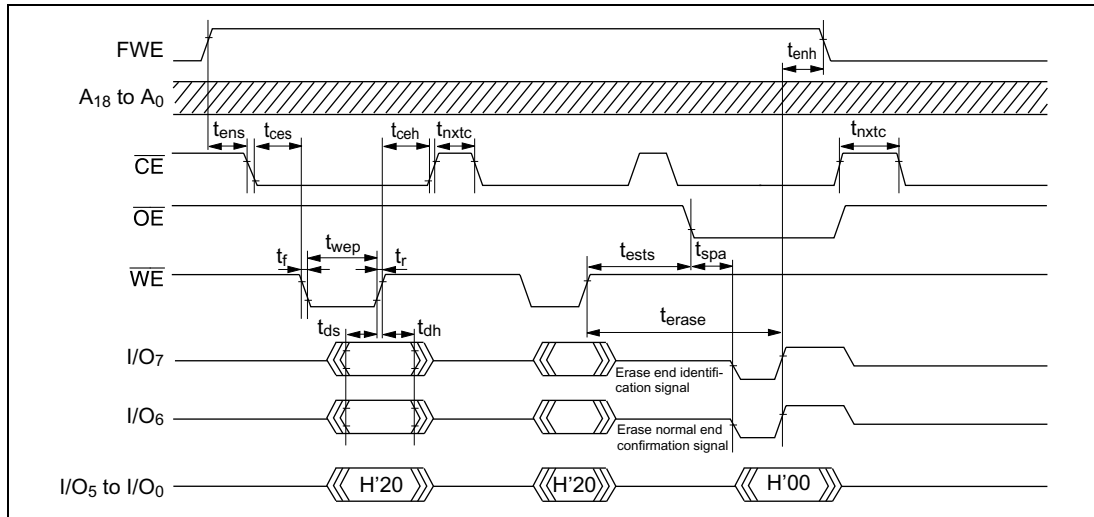 FWE
tenh
A18 to A0
tens
tces
tceh
tnxtc
tnxtc
CE
OE
twep
tests
tspa
tf
tr
WE
tds
tdh
terase
I/O7
Erase end identifi-
cation signal
I/O6
Erase normal end
confirmation signal
I/O5 to I/O0
H'20
H'20
H'00